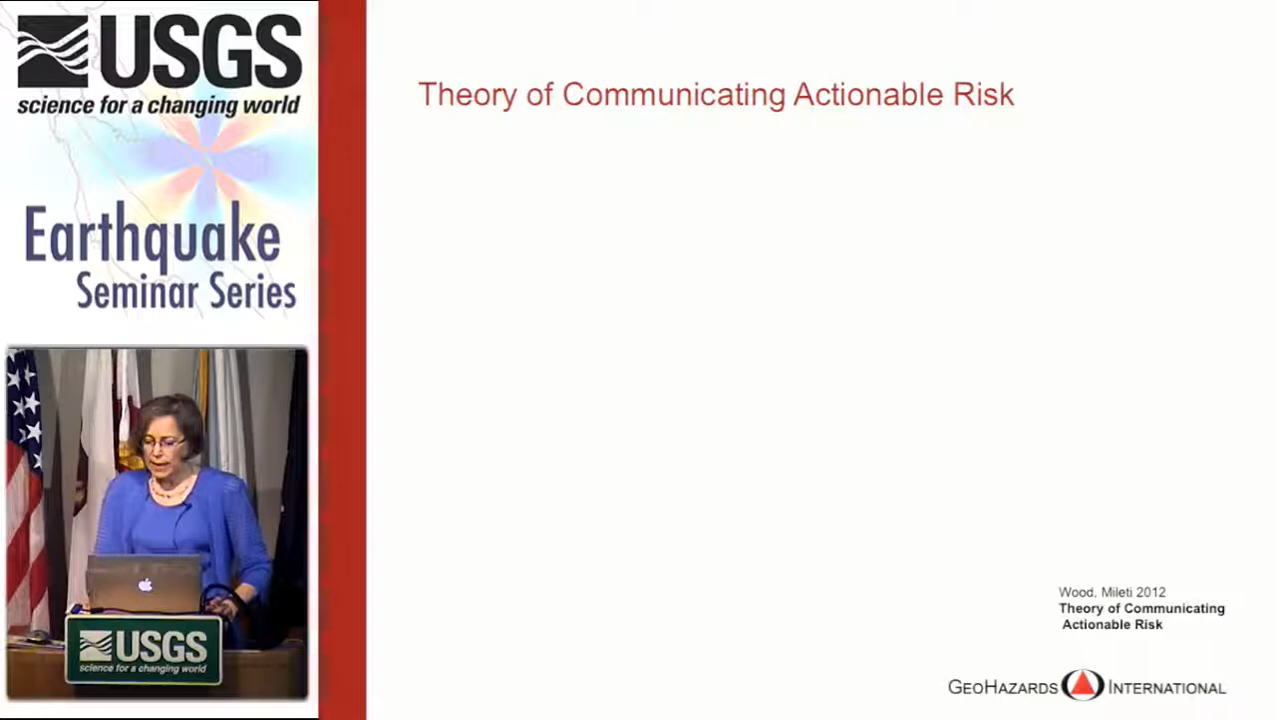 USGS
science for a changing world
Earthquake
Seminar Series
USGS
science for a changing world
Theory of Communicating Actionable Risk
Wood, Mileti 2012
Theory of Communicating
Actionable Risk
GEOHAZARDS INTERNATIONAL